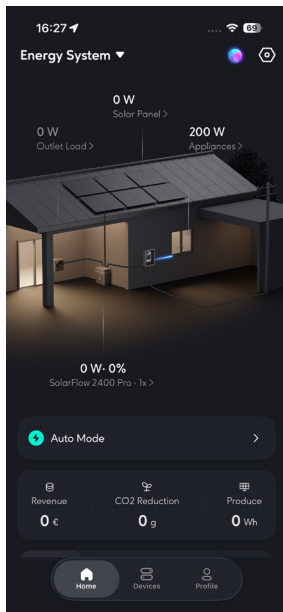 16:27
69
Energy System
0 W
Solar Panel >
0 W
Outlet Load >
200 W
Appliances >
0 W· 0%
SolarFlow 2400 Pro · 1x >
Auto Mode >
Revenue
0 €
CO2 Reduction
0 g
Produce
0 Wh
Home
Devices
Profile